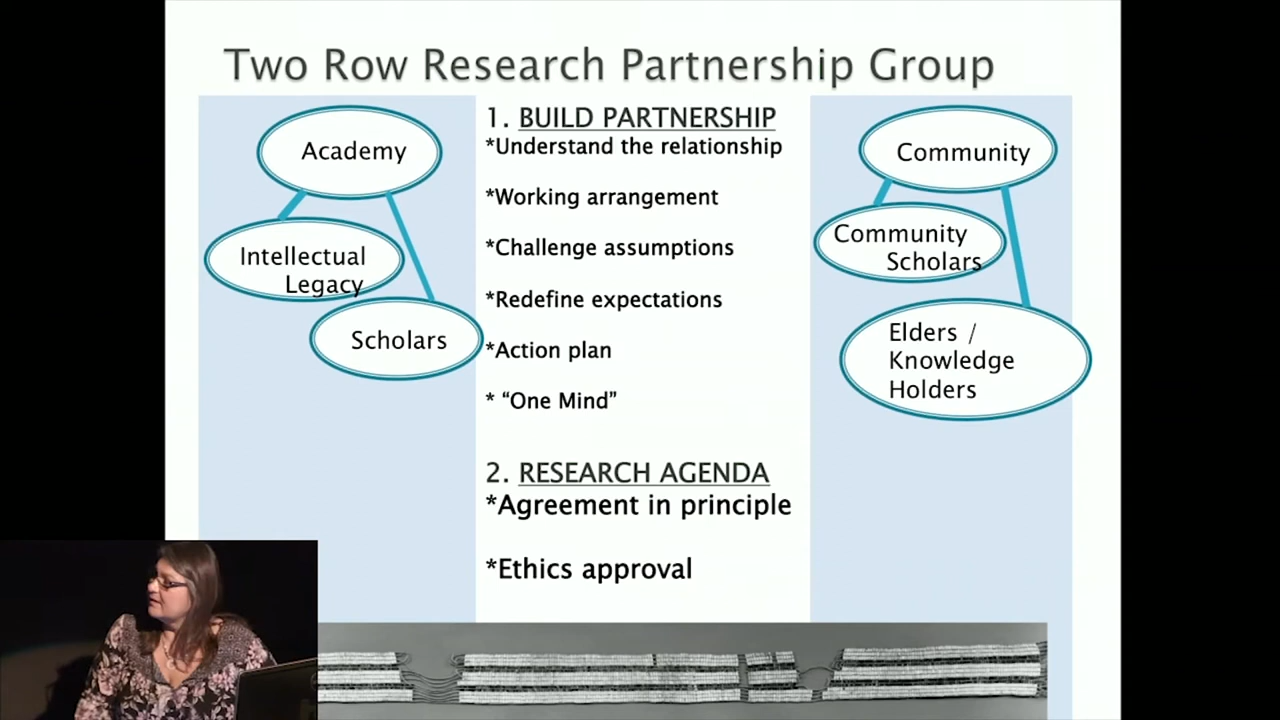 Two Row Research Partnership Group
Academy
Intellectual
Legacy
Scholars
1. BUILD PARTNERSHIP
*Understand the relationship
*Working arrangement
*Challenge assumptions
*Redefine expectations
*Action plan
* “One Mind”
2. RESEARCH AGENDA
*Agreement in principle
*Ethics approval
Community
Community
Scholars
Elders /
Knowledge
Holders